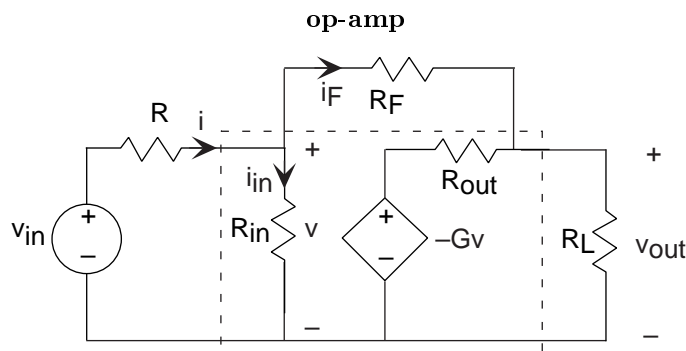 op-amp
iF
RF
R
i
+
+
iin
Rout
vin
+
–
Rin
v
+
–
–Gv
RL
vout
–
–